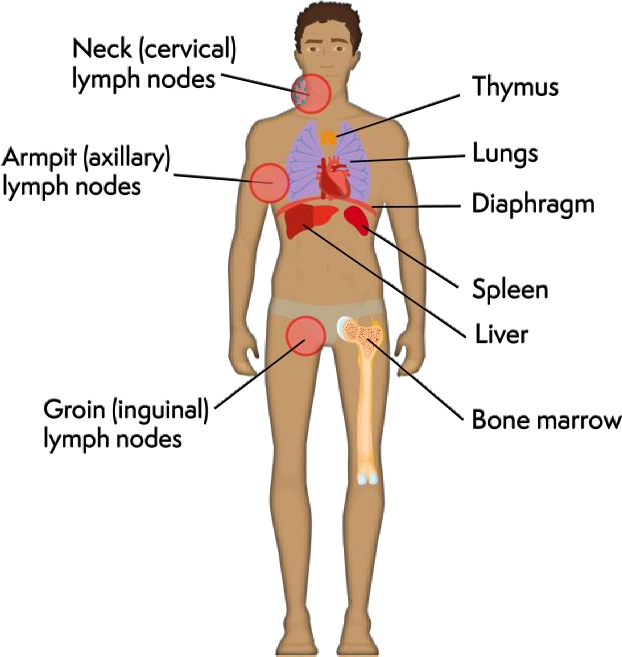 Neck (cervical)
lymph nodes
Thymus
Armpit (axillary)
lymph nodes
Lungs
Diaphragm
Spleen
Liver
Groin (inguinal)
lymph nodes
Bone marrow